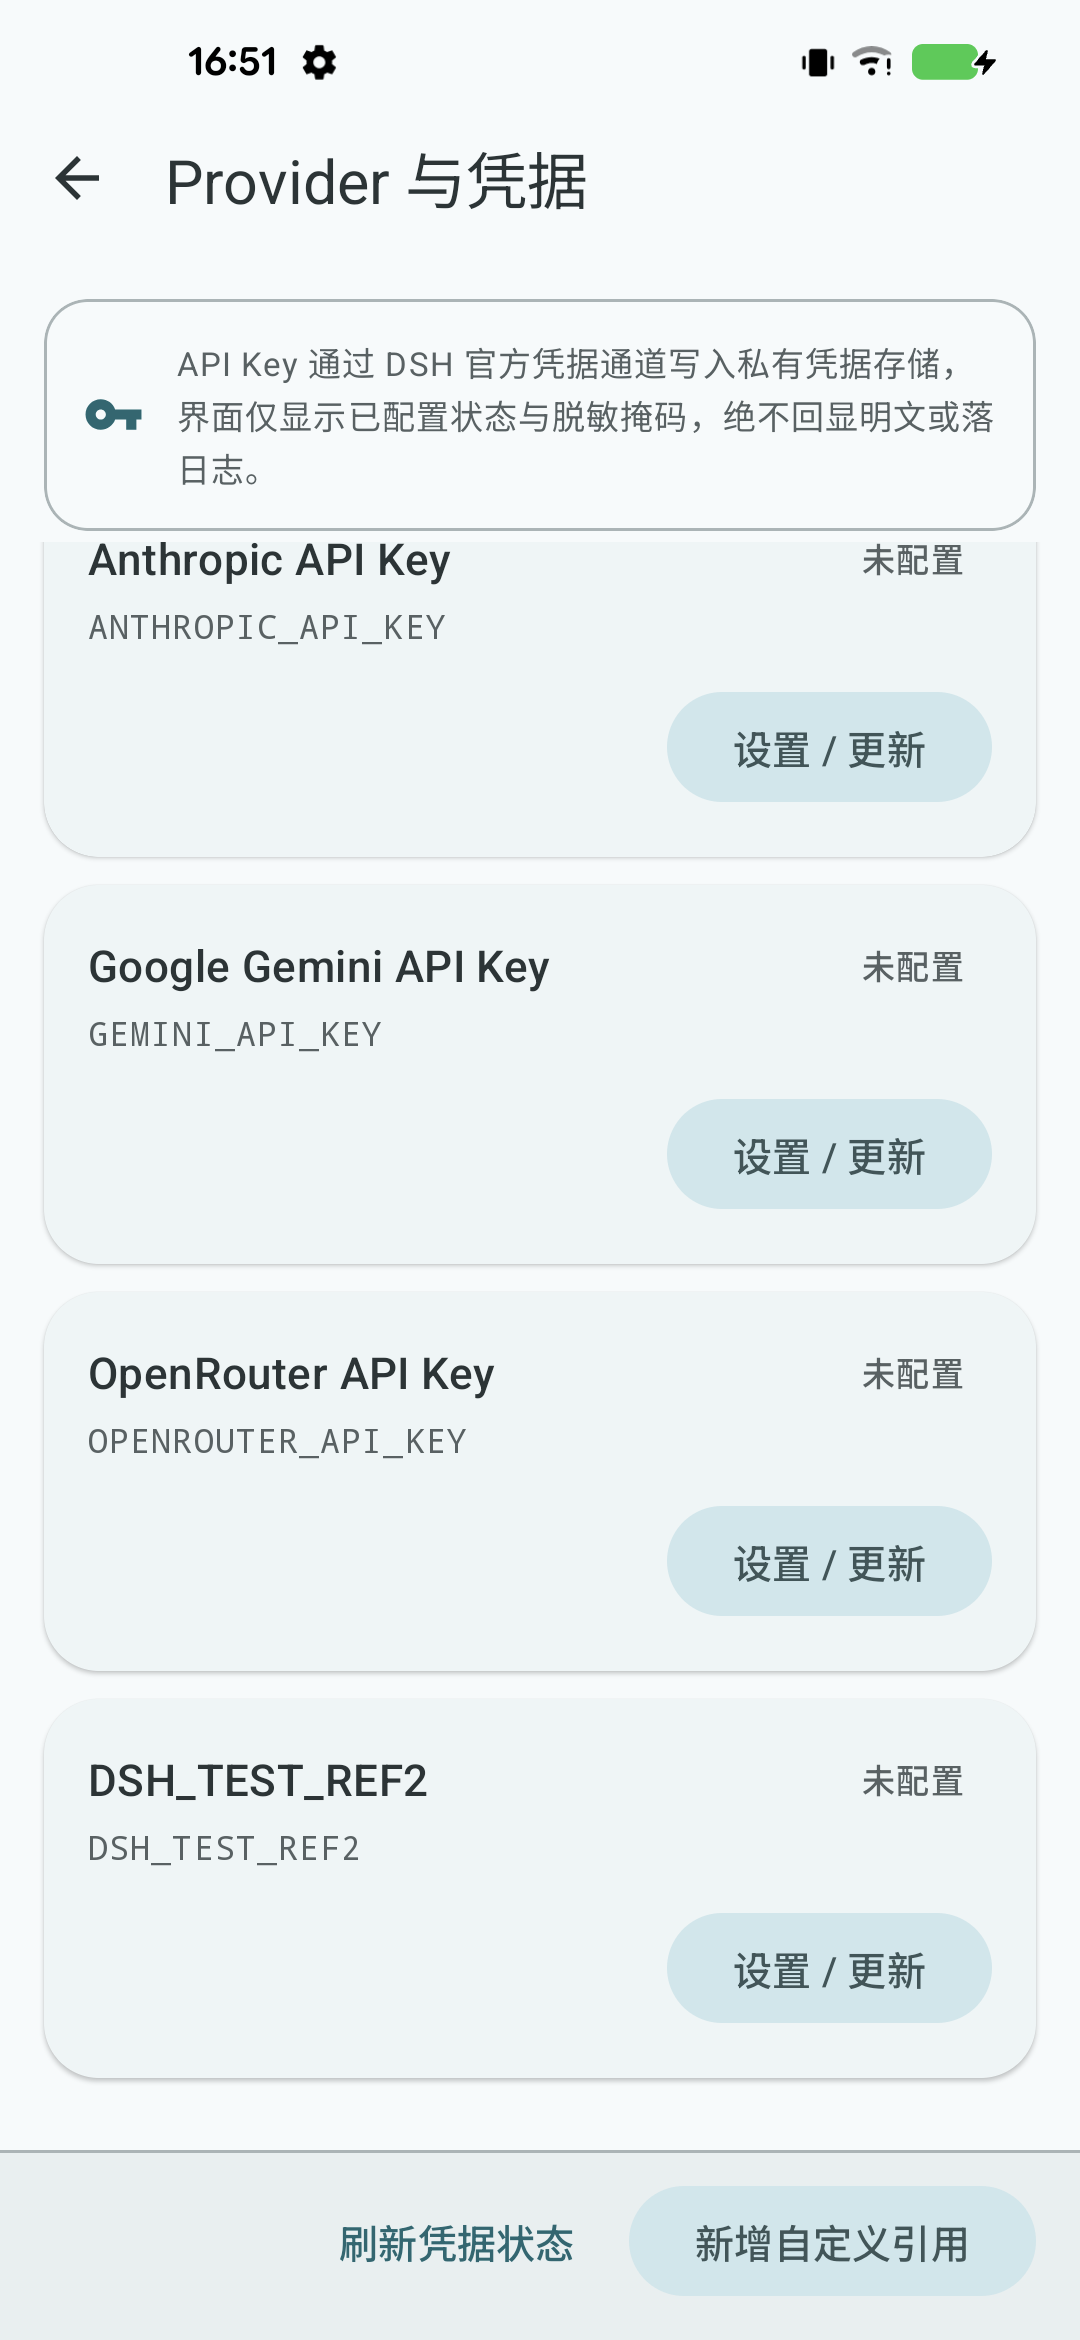 16:51
Provider 与凭据
API Key 通过 DSH 官方凭据通道写入私有凭据存储，
界面仅显示已配置状态与脱敏掩码，绝不回显明文或落
日志。
Anthropic API Key
未配置
ANTHROPIC_API_KEY
设置 / 更新
Google Gemini API Key
未配置
GEMINI_API_KEY
设置 / 更新
OpenRouter API Key
未配置
OPENROUTER_API_KEY
设置 / 更新
DSH_TEST_REF2
未配置
DSH_TEST_REF2
设置 / 更新
刷新凭据状态
新增自定义引用